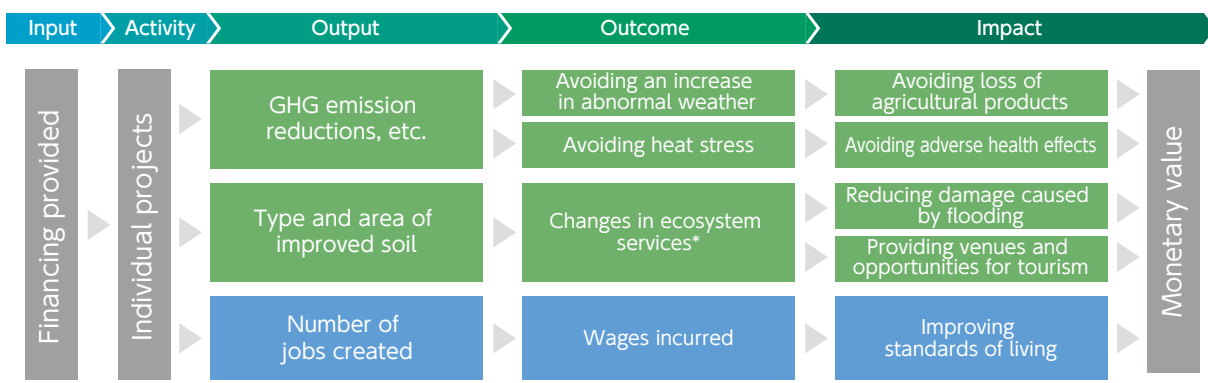 Input
Activity
Output
Outcome
Impact
Financing provided
Individual projects
GHG emission
reductions, etc.
Avoiding an increase
in abnormal weather
Avoiding loss of
agricultural products
Avoiding heat stress
Avoiding adverse health effects
Type and area of
improved soil
Changes in ecosystem
services*
Reducing damage caused
by flooding
Providing venues and
opportunities for tourism
Number of
jobs created
Wages incurred
Improving
standards of living
Monetary value